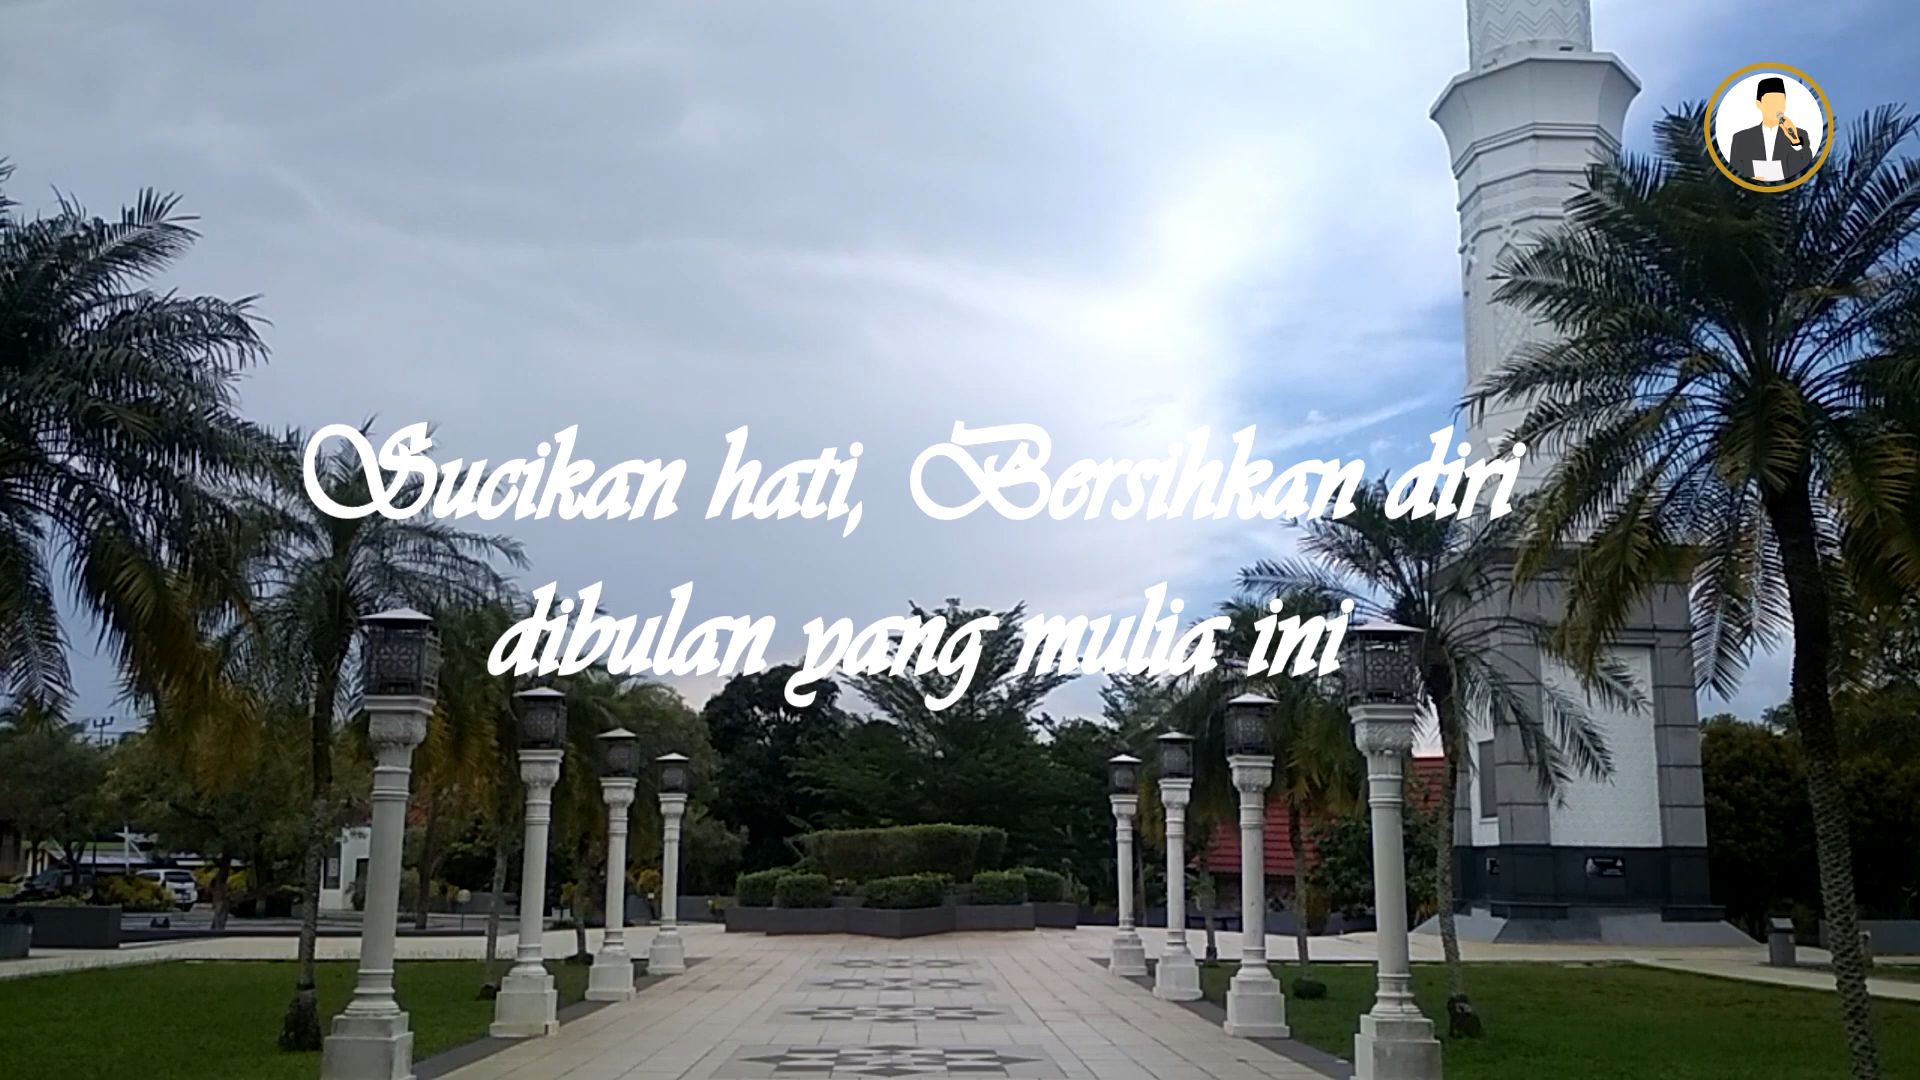 Sucikan hati, Bersihkan diri
dibulan yang mulia ini